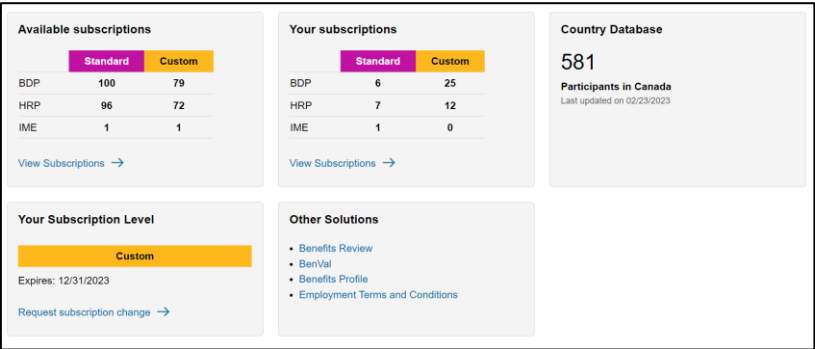 Available subscriptions
Standard Custom
BDP 100 79
HRP 96 72
IME 1 1
View Subscriptions →
Your subscriptions
Standard Custom
BDP 6 25
HRP 7 12
IME 1 0
View Subscriptions →
Country Database
581
Participants in Canada
Last updated on 02/23/2023
Your Subscription Level
Custom
Expires: 12/31/2023
Request subscription change →
Other Solutions
• Benefits Review
• BenVal
• Benefits Profile
• Employment Terms and Conditions